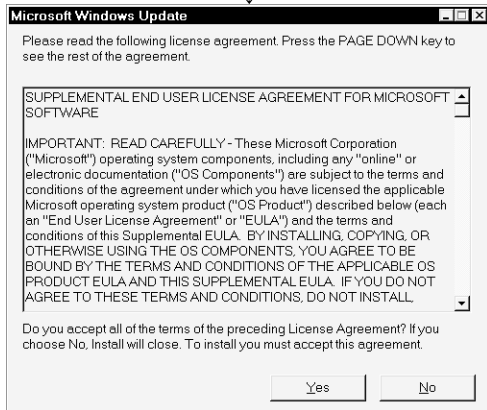 Microsoft Windows Update
Please read the following license agreement. Press the PAGE DOWN key to
see the rest of the agreement.
SUPPLEMENTAL END USER LICENSE AGREEMENT FOR MICROSOFT
SOFTWARE
IMPORTANT: READ CAREFULLY - These Microsoft Corporation
("Microsoft") operating system components, including any "online" or
electronic documentation ("OS Components") are subject to the terms and
conditions of the agreement under which you have licensed the applicable
Microsoft operating system product ("OS Product") described below (each
an "End User License Agreement" or "EULA") and the terms and
conditions of this Supplemental EULA. BY INSTALLING, COPYING, OR
OTHERWISE USING THE OS COMPONENTS, YOU AGREE TO BE
BOUND BY THE TERMS AND CONDITIONS OF THE APPLICABLE OS
PRODUCT EULA AND THIS SUPPLEMENTAL EULA. IF YOU DO NOT
AGREE TO THESE TERMS AND CONDITIONS, DO NOT INSTALL,
Do you accept all of the terms of the preceding License Agreement? If you
choose No, Install will close. To install you must accept this agreement.
Yes
No